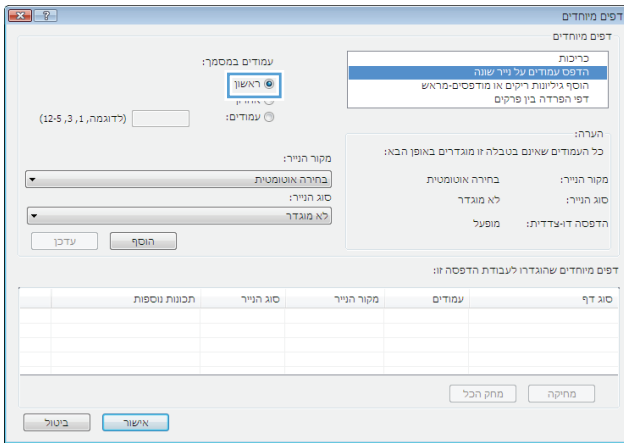 דפים מיוחדים
דפים מיוחדים
כריכות
הדפס עמודים על נייר שונה
הוסף גיליונות ריקים או מודפסים-מראש
דפי הפרדה בין פרקים
עמודים במסמך:
ראשון
אחרון
עמודים:
(לדוגמה, 1, 3, 12-5)
הערה:
כל העמודים שאינם בטבלה זו מוגדרים באופן הבא:
מקור הנייר: בחירה אוטומטית
סוג הנייר: לא מוגדר
הדפסה דו-צדדית: מופעל
מקור הנייר:
בחירה אוטומטית
סוג הנייר:
לא מוגדר
הוסף
עדכן
דפים מיוחדים שהוגדרו לעבודת הדפסה זו:
סוג דף עמודים מקור הנייר סוג הנייר תכונות נוספות
מחיקה
מחק הכל
אישור
ביטול